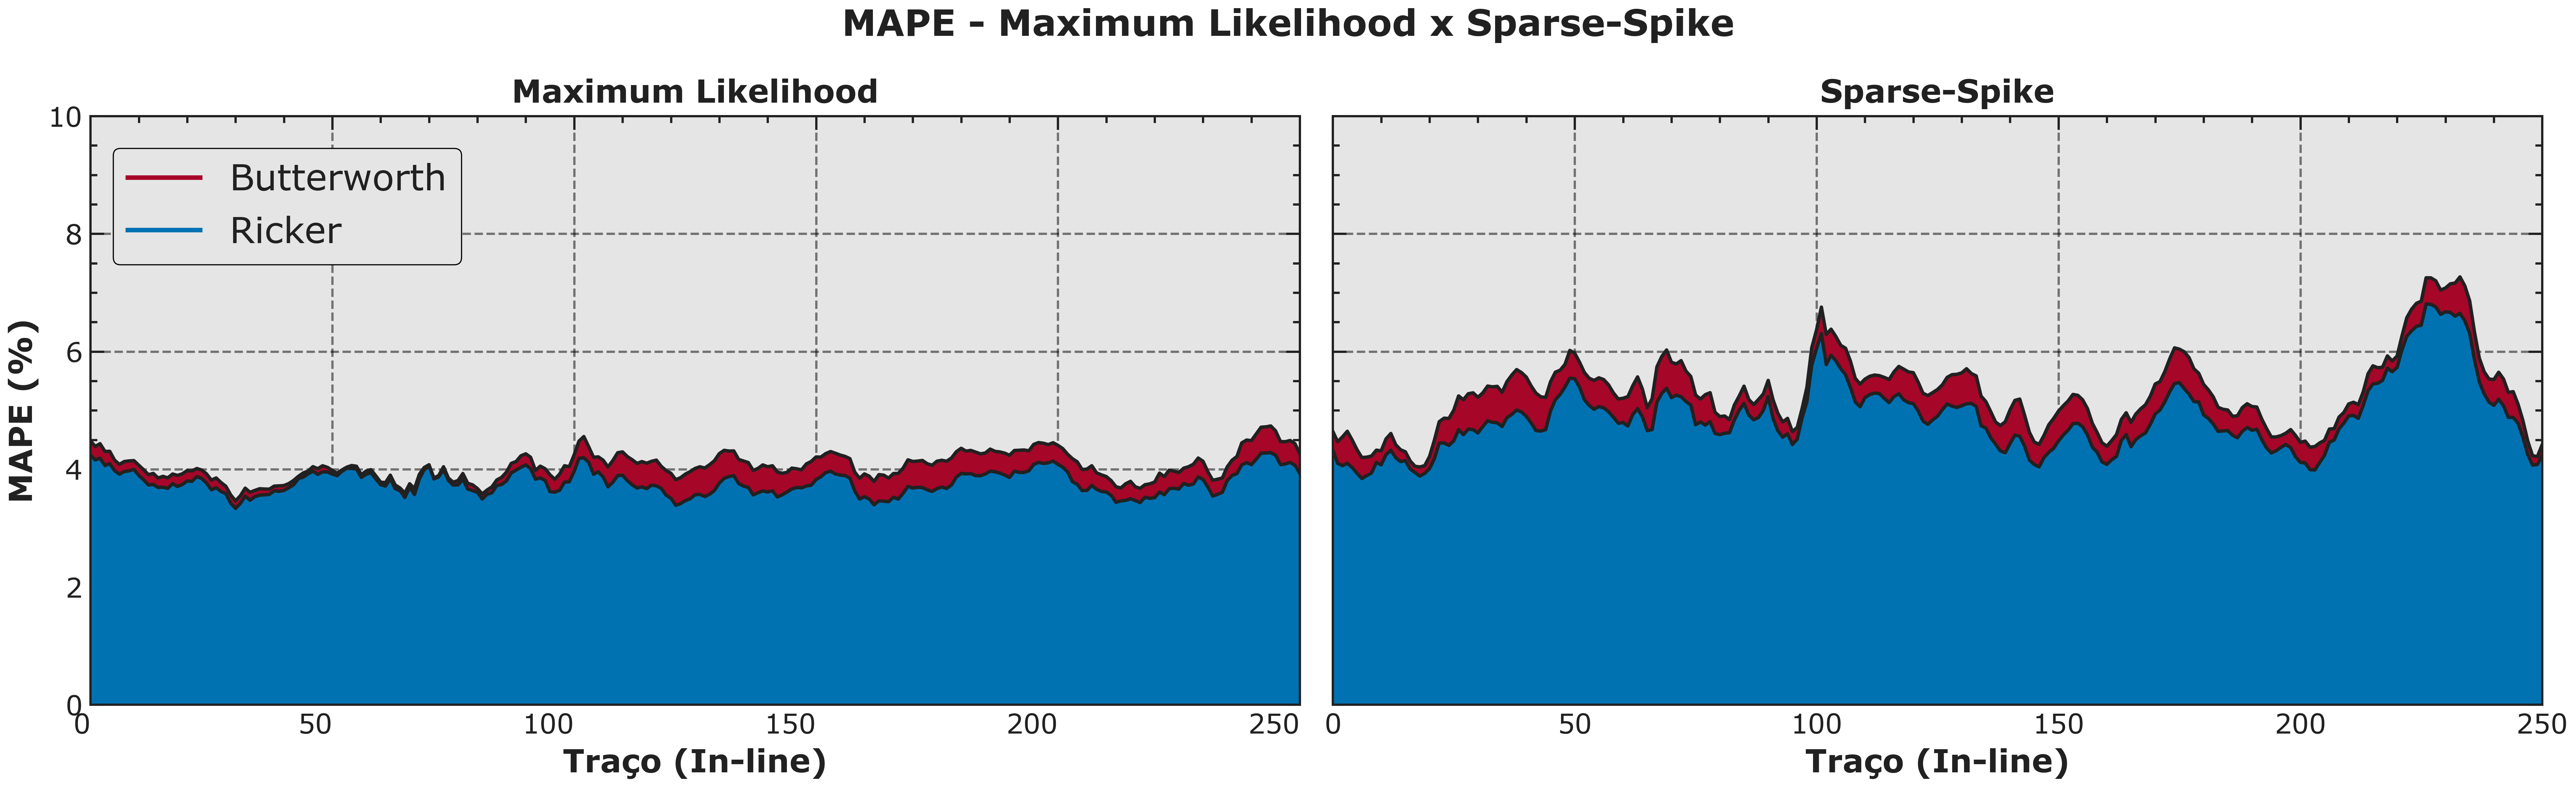 MAPE – Maximum Likelihood x Sparse-Spike
Maximum Likelihood
Sparse-Spike
10
8
6
4
2
0
Butterworth
Ricker
MAPE (%)
0 50 100 150 200 250
0 50 100 150 200 250
Traço (In-line)
Traço (In-line)